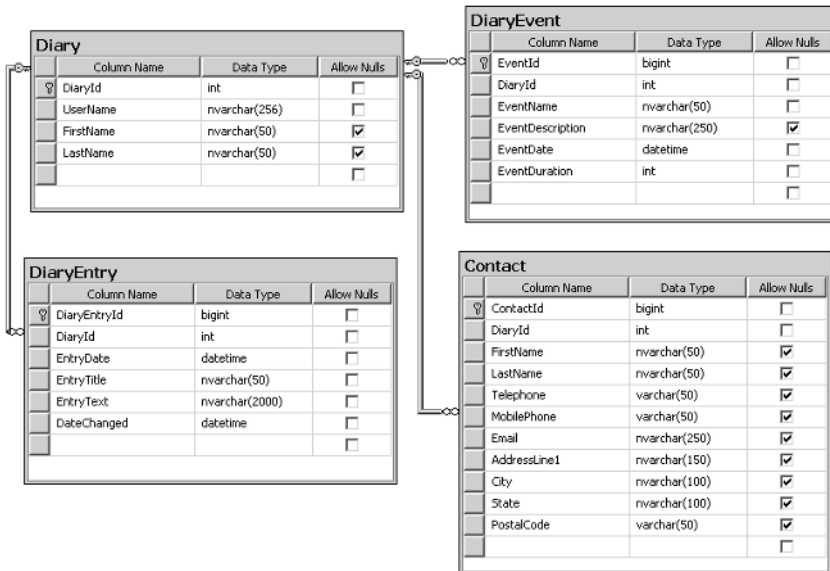 Diary
Column Name Data Type Allow Nulls
DiaryId int
UserName nvarchar(256)
FirstName nvarchar(50)
LastName nvarchar(50)
DiaryEvent
Column Name Data Type Allow Nulls
EventId bigint
DiaryId int
EventName nvarchar(50)
EventDescription nvarchar(250)
EventDate datetime
EventDuration int
DiaryEntry
Column Name Data Type Allow Nulls
DiaryEntryId bigint
DiaryId int
EntryDate datetime
EntryTitle nvarchar(50)
EntryText nvarchar(2000)
DateChanged datetime
Contact
Column Name Data Type Allow Nulls
ContactId bigint
DiaryId int
FirstName nvarchar(50)
LastName nvarchar(50)
Telephone varchar(50)
MobilePhone varchar(50)
Email nvarchar(250)
AddressLine1 nvarchar(150)
City nvarchar(100)
State nvarchar(100)
PostalCode varchar(50)